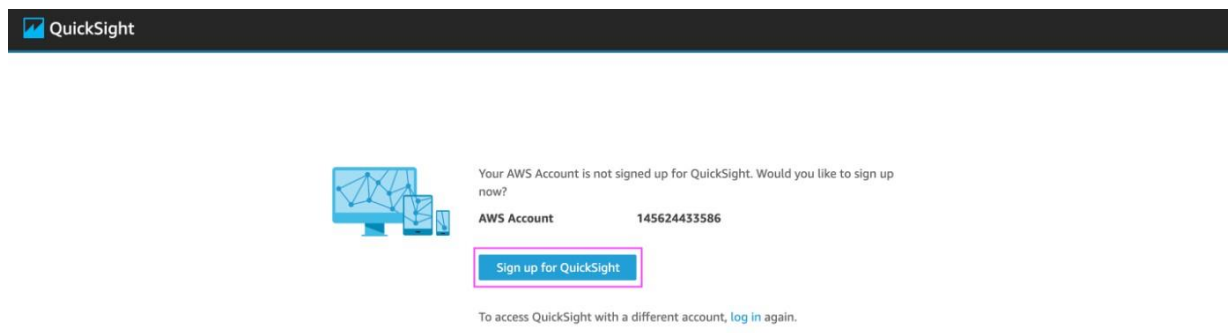 QuickSight
Your AWS Account is not signed up for QuickSight. Would you like to sign up
now?
AWS Account 145624433586
Sign up for QuickSight
To access QuickSight with a different account, log in again.